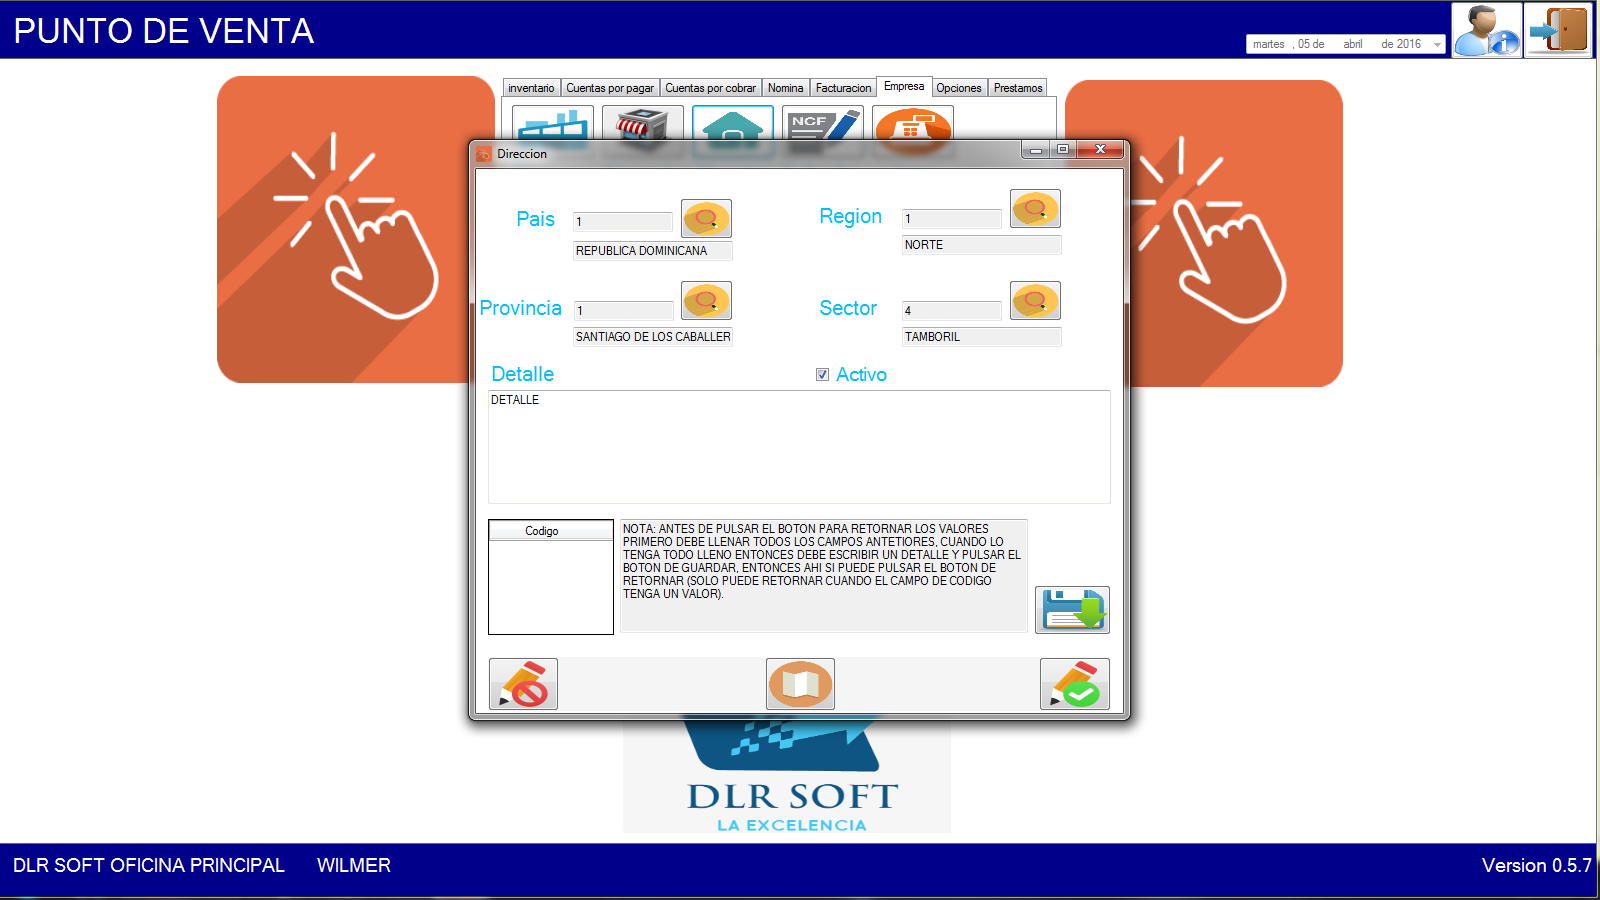 PUNTO DE VENTA
martes , 05 de abril de 2016
inventario Cuentas por pagar Cuentas por cobrar Nomina Facturacion Empresa Opciones Prestamos
NCF
Direccion
Pais 1
REPUBLICA DOMINICANA
Region 1
NORTE
Provincia 1
SANTIAGO DE LOS CABALLER
Sector 4
TAMBORIL
Detalle
Activo
DETALLE
Codigo
NOTA: ANTES DE PULSAR EL BOTON PARA RETORNAR LOS VALORES
PRIMERO DEBE LLENAR TODOS LOS CAMPOS ANTETIORES, CUANDO LO
TENGA TODO LLENO ENTONCES DEBE ESCRIBIR UN DETALLE Y PULSAR EL
BOTON DE GUARDAR, ENTONCES AHI SI PUEDE PULSAR EL BOTON DE
RETORNAR (SOLO PUEDE RETORNAR CUANDO EL CAMPO DE CODIGO
TENGA UN VALOR).
DLR SOFT
LA EXCELENCIA
DLR SOFT OFICINA PRINCIPAL WILMER
Version 0.5.7